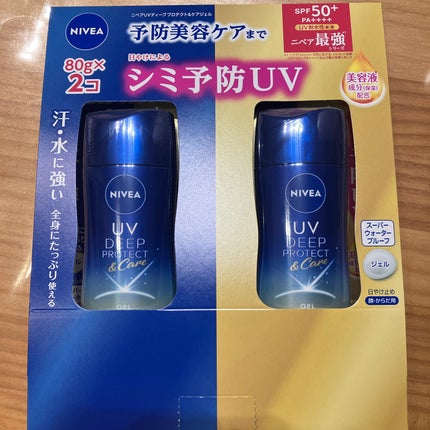 NIVEA
ニベアUVディープ プロテクト&ケアジェル
予防美容ケアまで
80g×
2コ
日やけによる
シミ予防UV
SPF50+
PA++++
UV耐水性★★
ニベア最強
シリーズ
美容液
成分(保湿)
配合
汗・水に強い
全身にたっぷり使える
NIVEA
UV
DEEP
PROTECT
& Care
GEL
NIVEA
UV
DEEP
PROTECT
& Care
GEL
スーパー
ウォーター
プルーフ
ジェル
日やけ止め
顔・からだ用